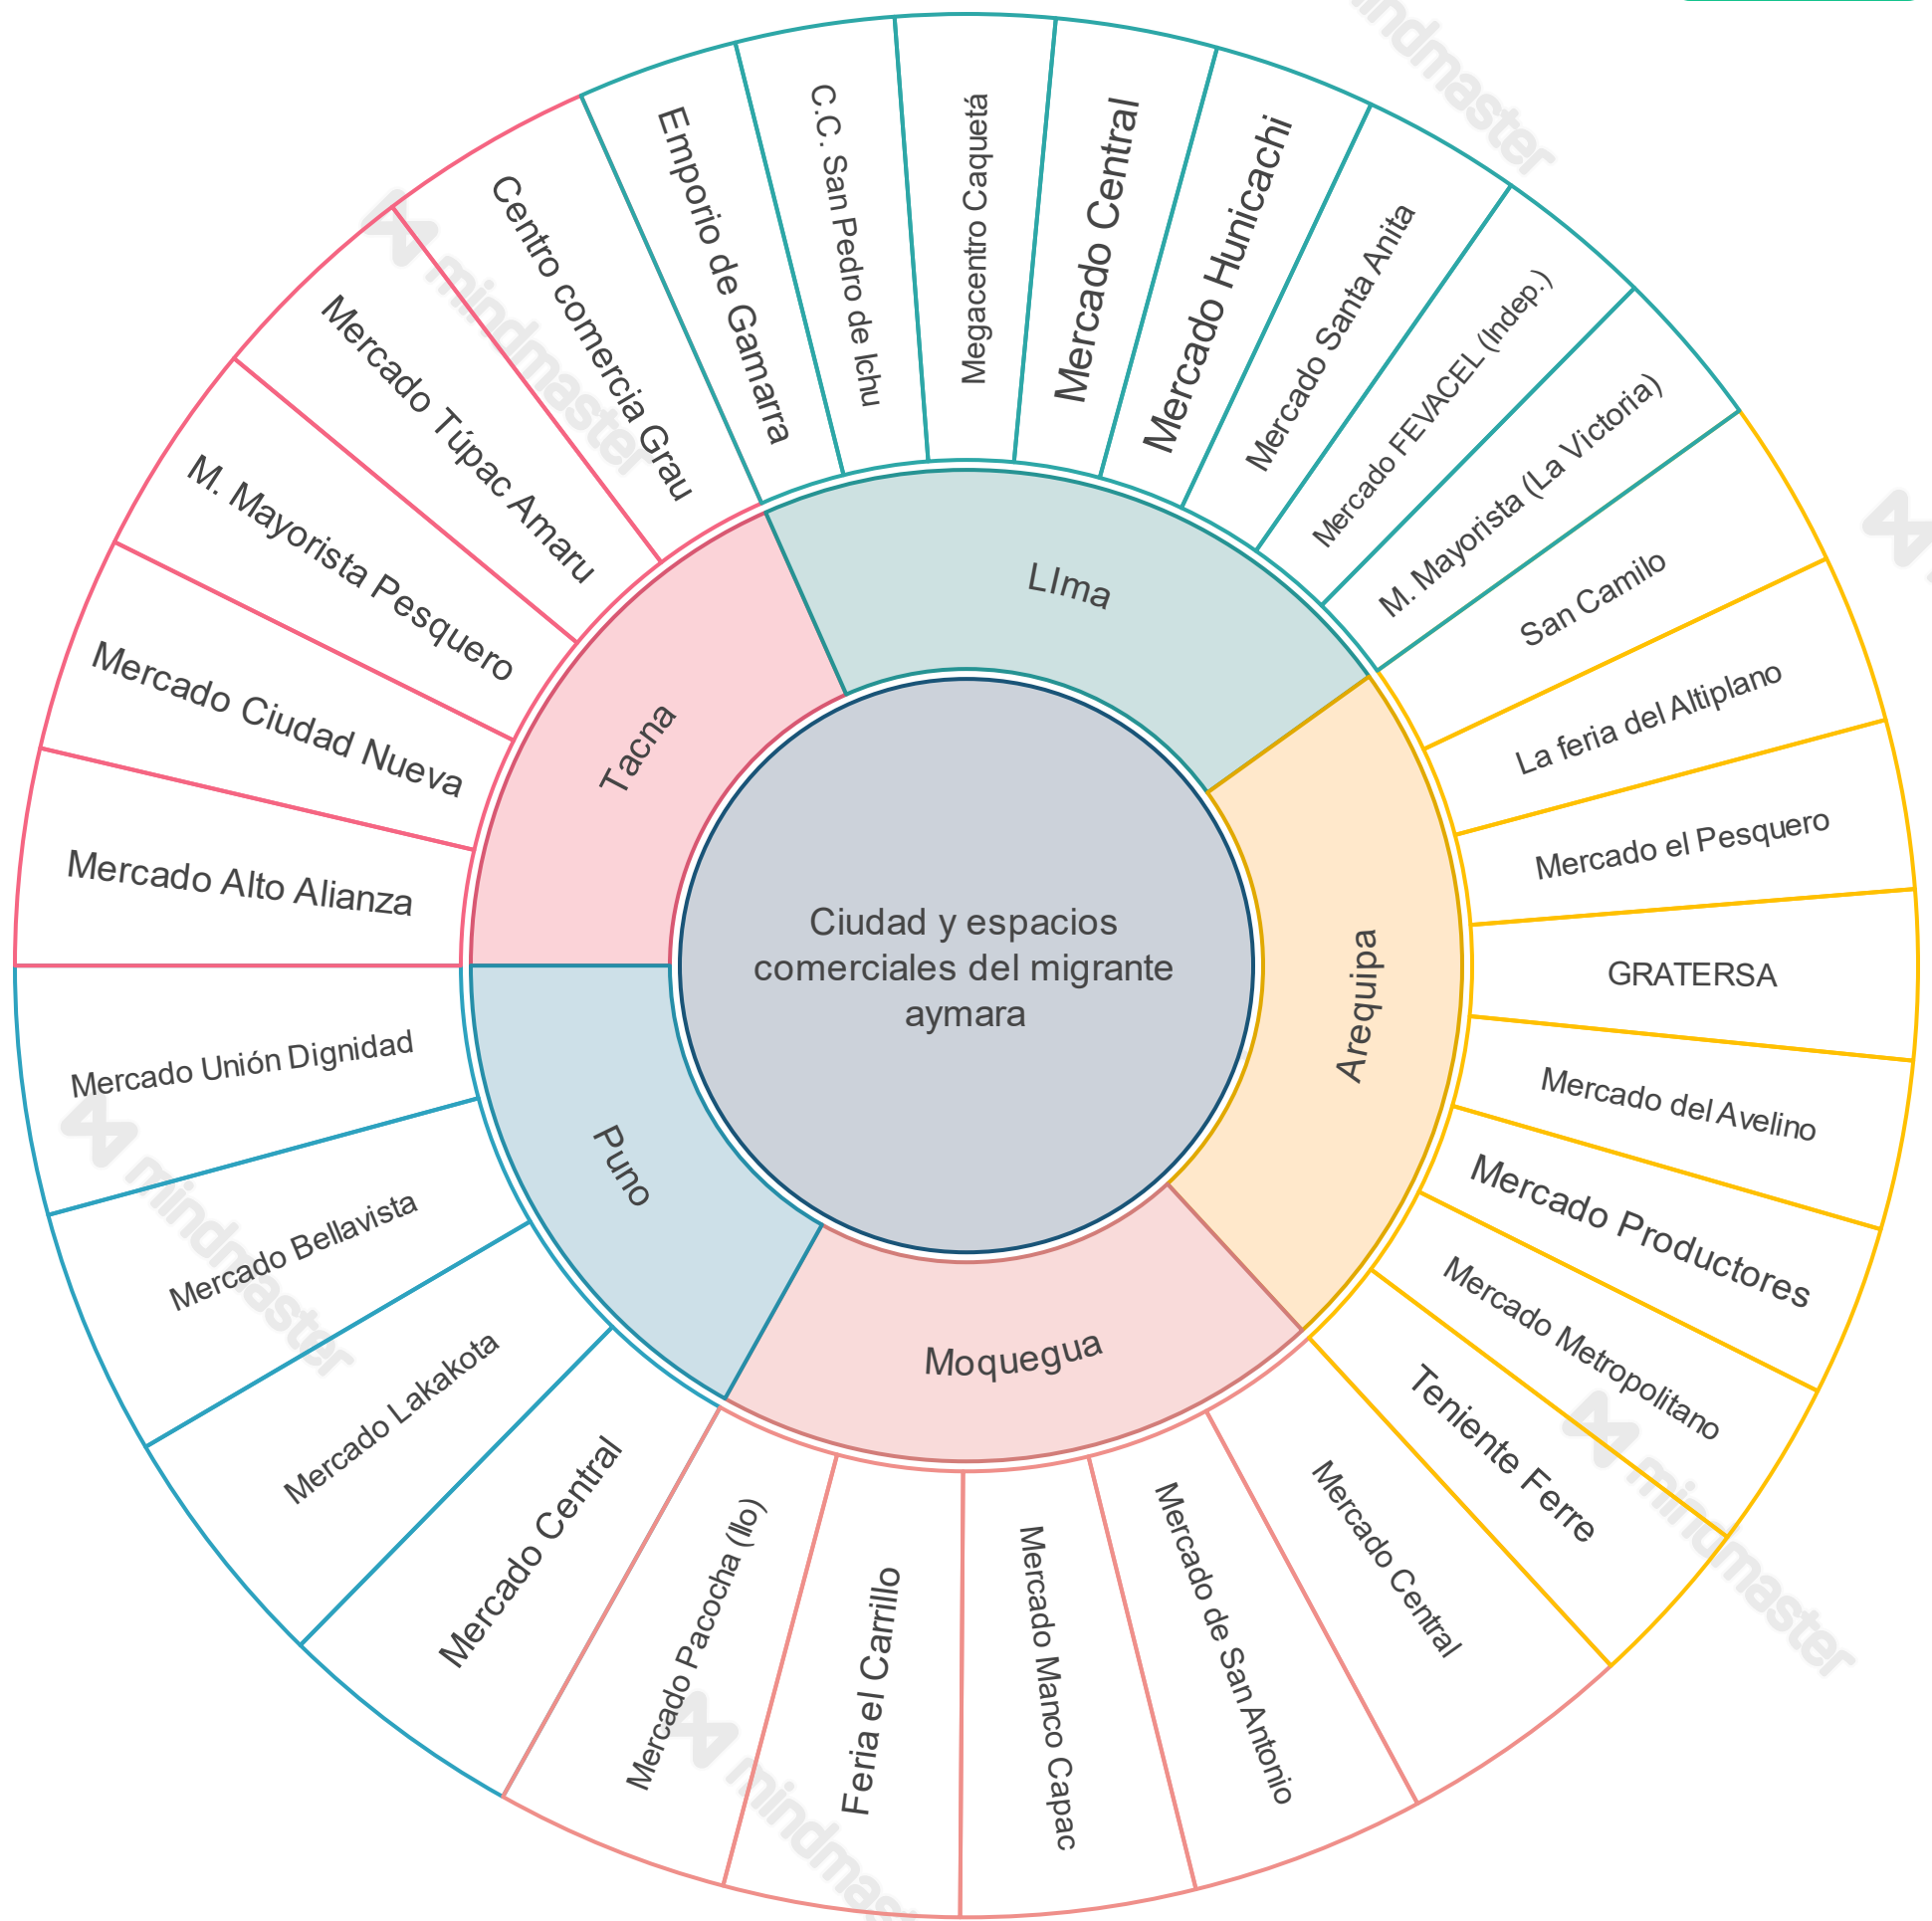 Ciudad y espacios
comerciales del migrante
aymara
LIma
Emporio de Gamarra
C.C. San Pedro de Ichu
Megacentro Caquetá
Mercado Central
Mercado Hunicachi
Mercado Santa Anita
Mercado FEVACEL (Indep.)
M. Mayorista (La Victoria)
Arequipa
San Camilo
La feria del Altiplano
Mercado el Pesquero
GRATERSA
Mercado del Avelino
Mercado Productores
Mercado Metropolitano
Teniente Ferre
Moquegua
Mercado Central
Mercado de San Antonio
Mercado Manco Capac
Feria el Carrillo
Mercado Pacocha (Ilo)
Puno
Mercado Central
Mercado Lakakota
Mercado Bellavista
Mercado Unión Dignidad
Tacna
Mercado Alto Alianza
Mercado Ciudad Nueva
M. Mayorista Pesquero
Mercado Túpac Amaru
Centro comercia Grau
mindmaster
mindmaster
mindmaster
mindmaster
mindmaster